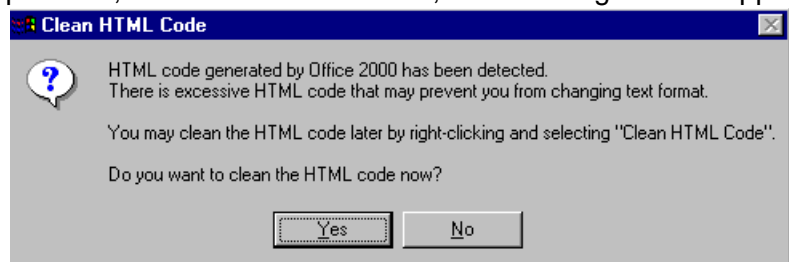 Clean HTML Code
HTML code generated by Office 2000 has been detected.
There is excessive HTML code that may prevent you from changing text format.
You may clean the HTML code later by right-clicking and selecting "Clean HTML Code".
Do you want to clean the HTML code now?
Yes No